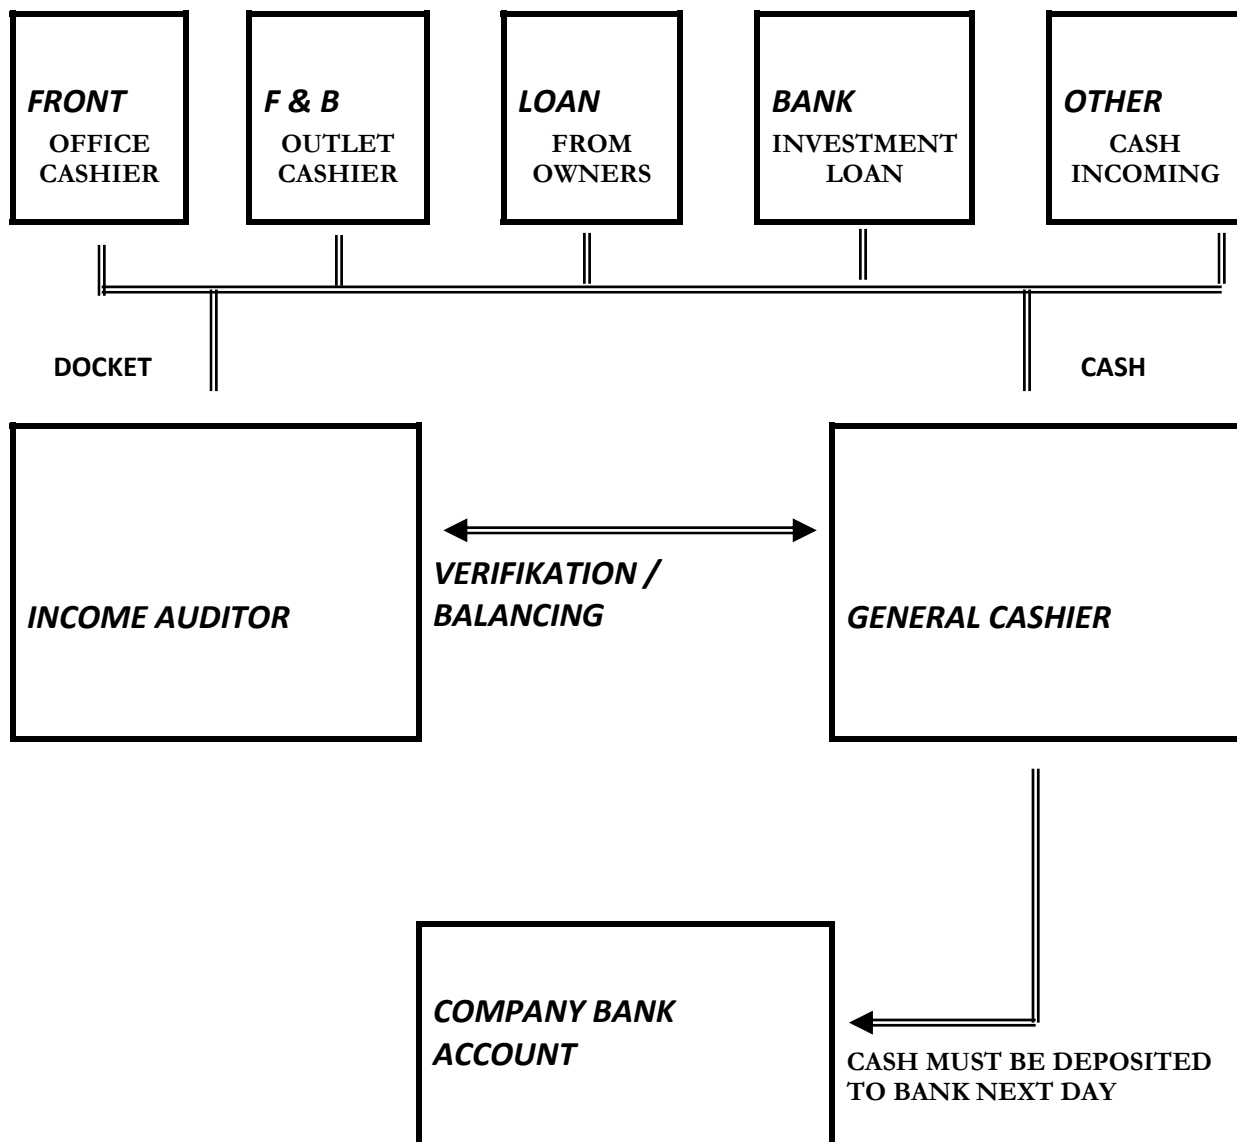 FRONT
OFFICE
CASHIER
F & B
OUTLET
CASHIER
LOAN
FROM
OWNERS
BANK
INVESTMENT
LOAN
OTHER
CASH
INCOMING
DOCKET
CASH
INCOME AUDITOR
VERIFIKATION /
BALANCING
GENERAL CASHIER
COMPANY BANK
ACCOUNT
CASH MUST BE DEPOSITED
TO BANK NEXT DAY